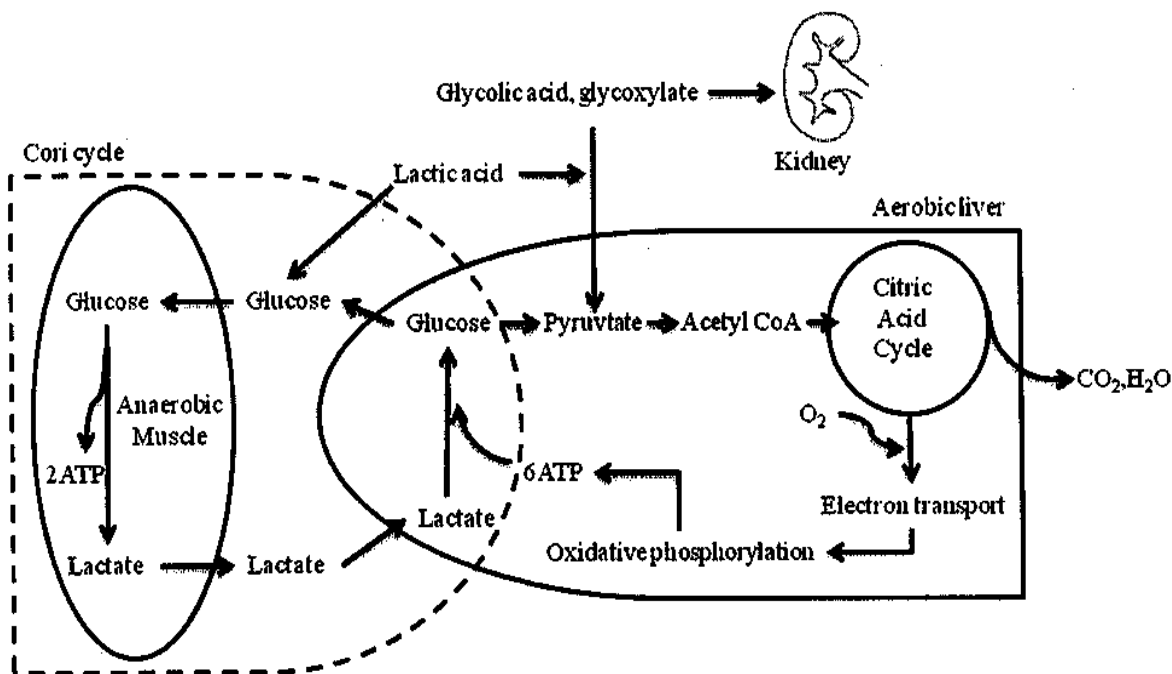 Glycolic acid, glycoxylate
Kidney
Cori cycle
Lactic acid
Aerobic liver
Glucose
Glucose
Glucose
Pyruvtate
Acetyl CoA
Citric
Acid
Cycle
CO₂,H₂O
O₂
Anaerobic
Muscle
2ATP
6ATP
Electron transport
Lactate
Oxidative phosphorylation
Lactate
Lactate